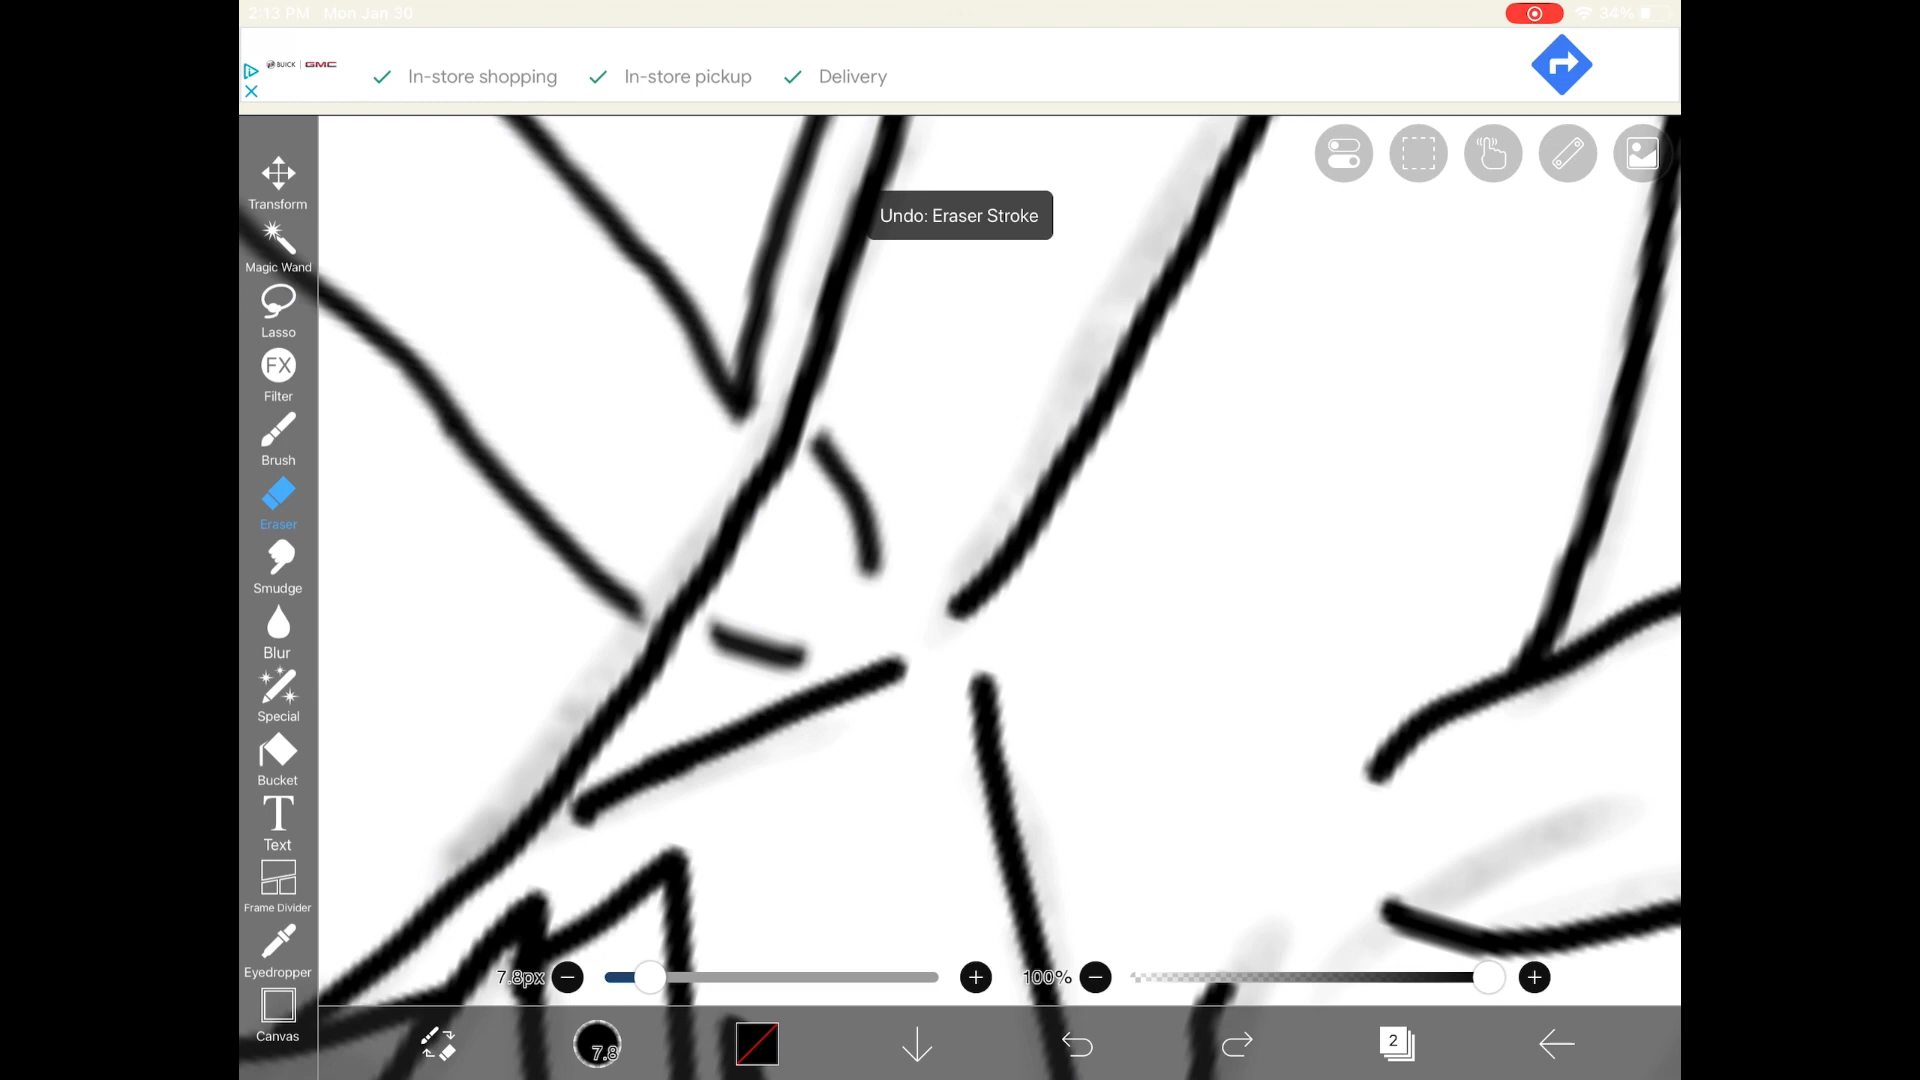 2:13 PM Mon Jan 30
34%
BUICK | GMC
In-store shopping In-store pickup Delivery
Undo: Eraser Stroke
Transform
Magic Wand
Lasso
FX
Filter
Brush
Eraser
Smudge
Blur
Special
Bucket
T
Text
Frame Divider
Eyedropper
Canvas
7.8px
100%
7.8
2